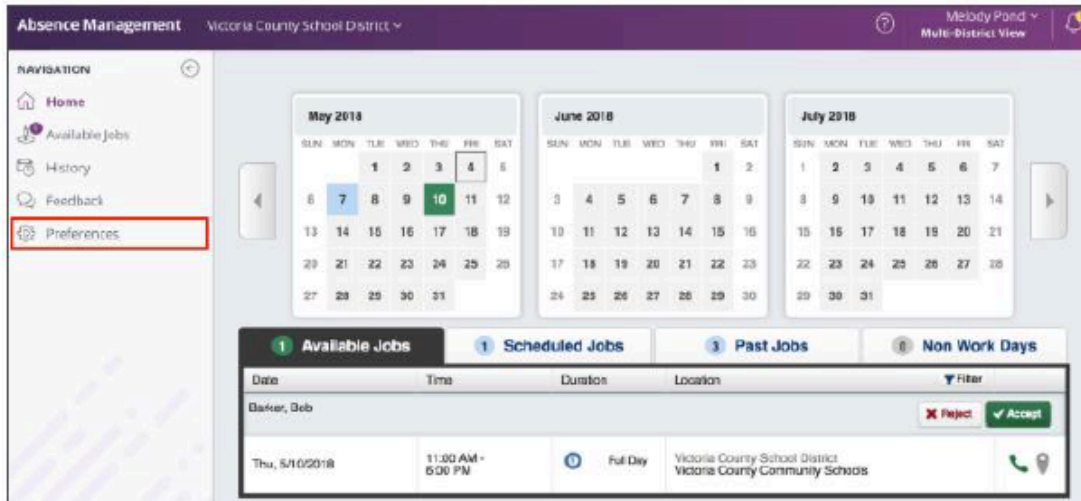 Absence Management Victoria County School District
Melody Pond
Multi-District View
NAVIGATION
Home
Available Jobs
History
Feedback
Preferences
May 2018
SUN MON TUE WED THU FRI SAT
1 2 3 4 5
6 7 8 9 10 11 12
13 14 15 16 17 18 19
20 21 22 23 24 25 26
27 28 29 30 31
June 2018
SUN MON TUE WED THU FRI SAT
1 2
3 4 5 6 7 8 9
10 11 12 13 14 15 16
17 18 19 20 21 22 23
24 25 26 27 28 29 30
July 2018
SUN MON TUE WED THU FRI SAT
1 2 3 4 5 6 7
8 9 10 11 12 13 14
15 16 17 18 19 20 21
22 23 24 25 26 27 28
29 30 31
1 Available Jobs 1 Scheduled Jobs 3 Past Jobs 0 Non Work Days
Date Time Duration Location Filter
Barker, Bob Reject Accept
Thu, 5/10/2018 11:00 AM - Full Day Victoria County School District
6:00 PM Victoria County Community Schools